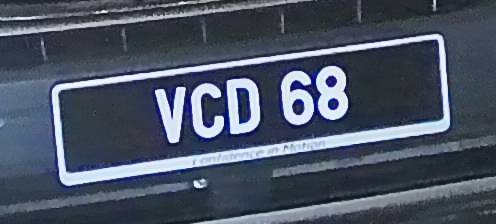 VCD 68
Confidence in Motion